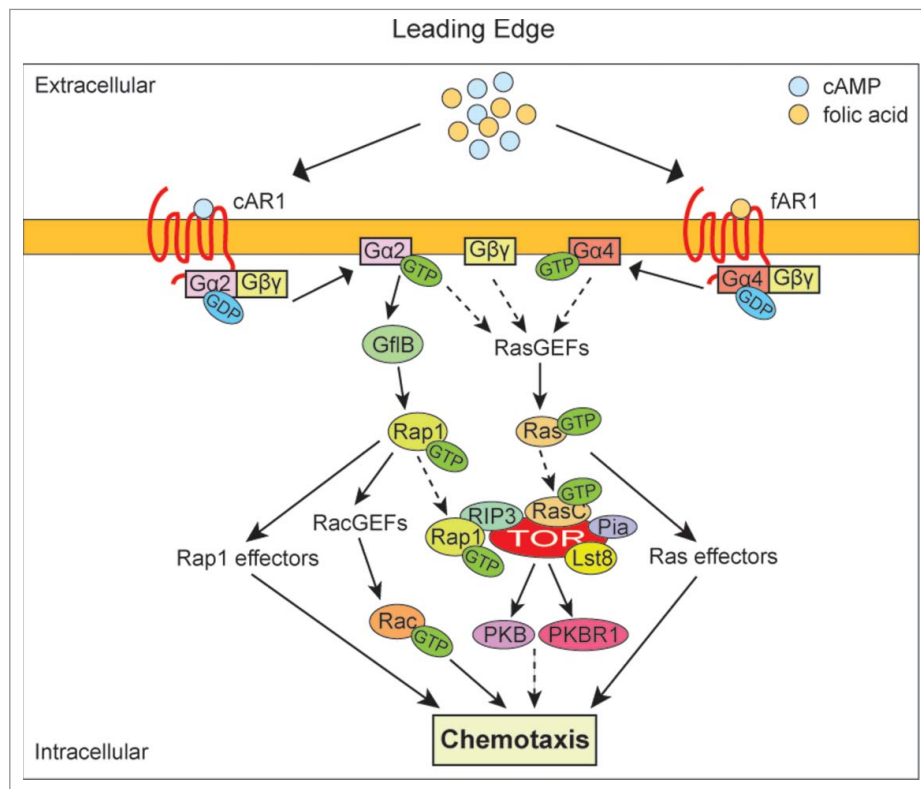 Leading Edge
Extracellular
cAMP
folic acid
cAR1
fAR1
Gα2
GTP
Gβγ
Gα4
GTP
Gα2
Gβγ
GDP
Gα4
Gβγ
GDP
GflB
RasGEFs
Rap1
GTP
Ras
GTP
RacGEFs
RIP3
RasC
GTP
Rap1
GTP
TOR
Pia
Lst8
Rap1 effectors
Ras effectors
Rac
GTP
PKB
PKBR1
Chemotaxis
Intracellular